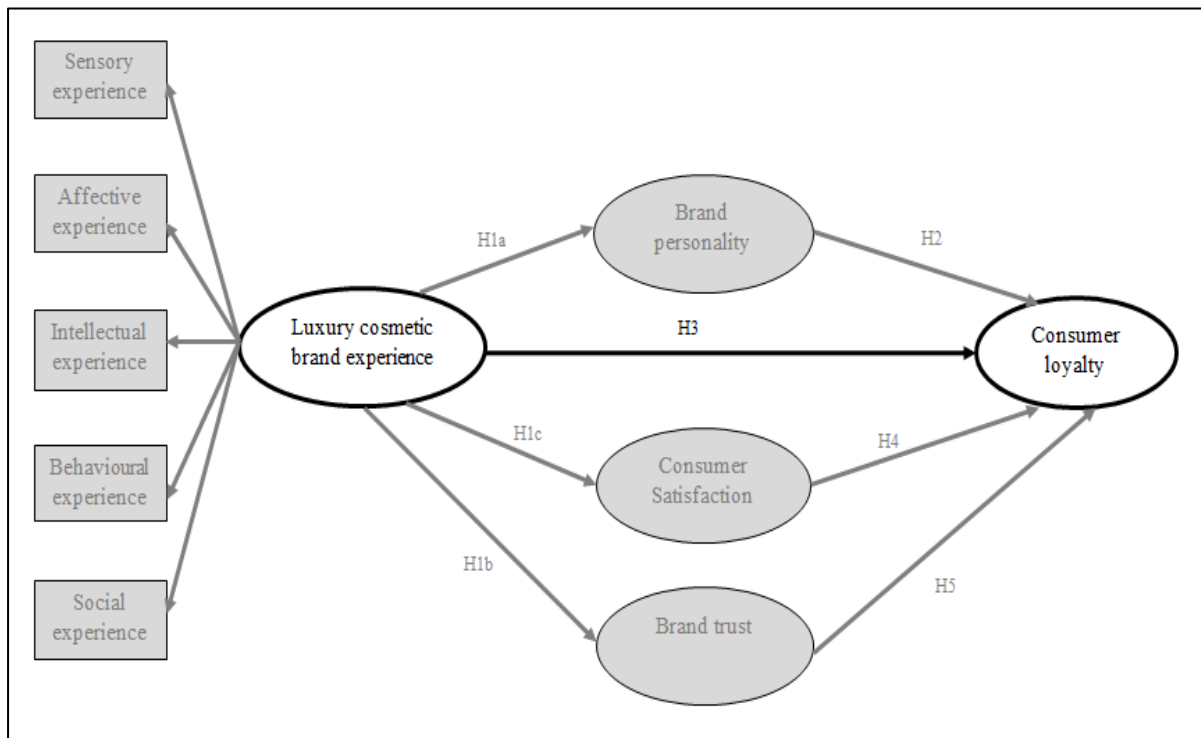 Sensory
experience
Affective
experience
Intellectual
experience
Behavioural
experience
Social
experience
Luxury cosmetic
brand experience
H1a
Brand
personality
H2
H3
Consumer
loyalty
H1c
Consumer
Satisfaction
H4
H1b
Brand trust
H5